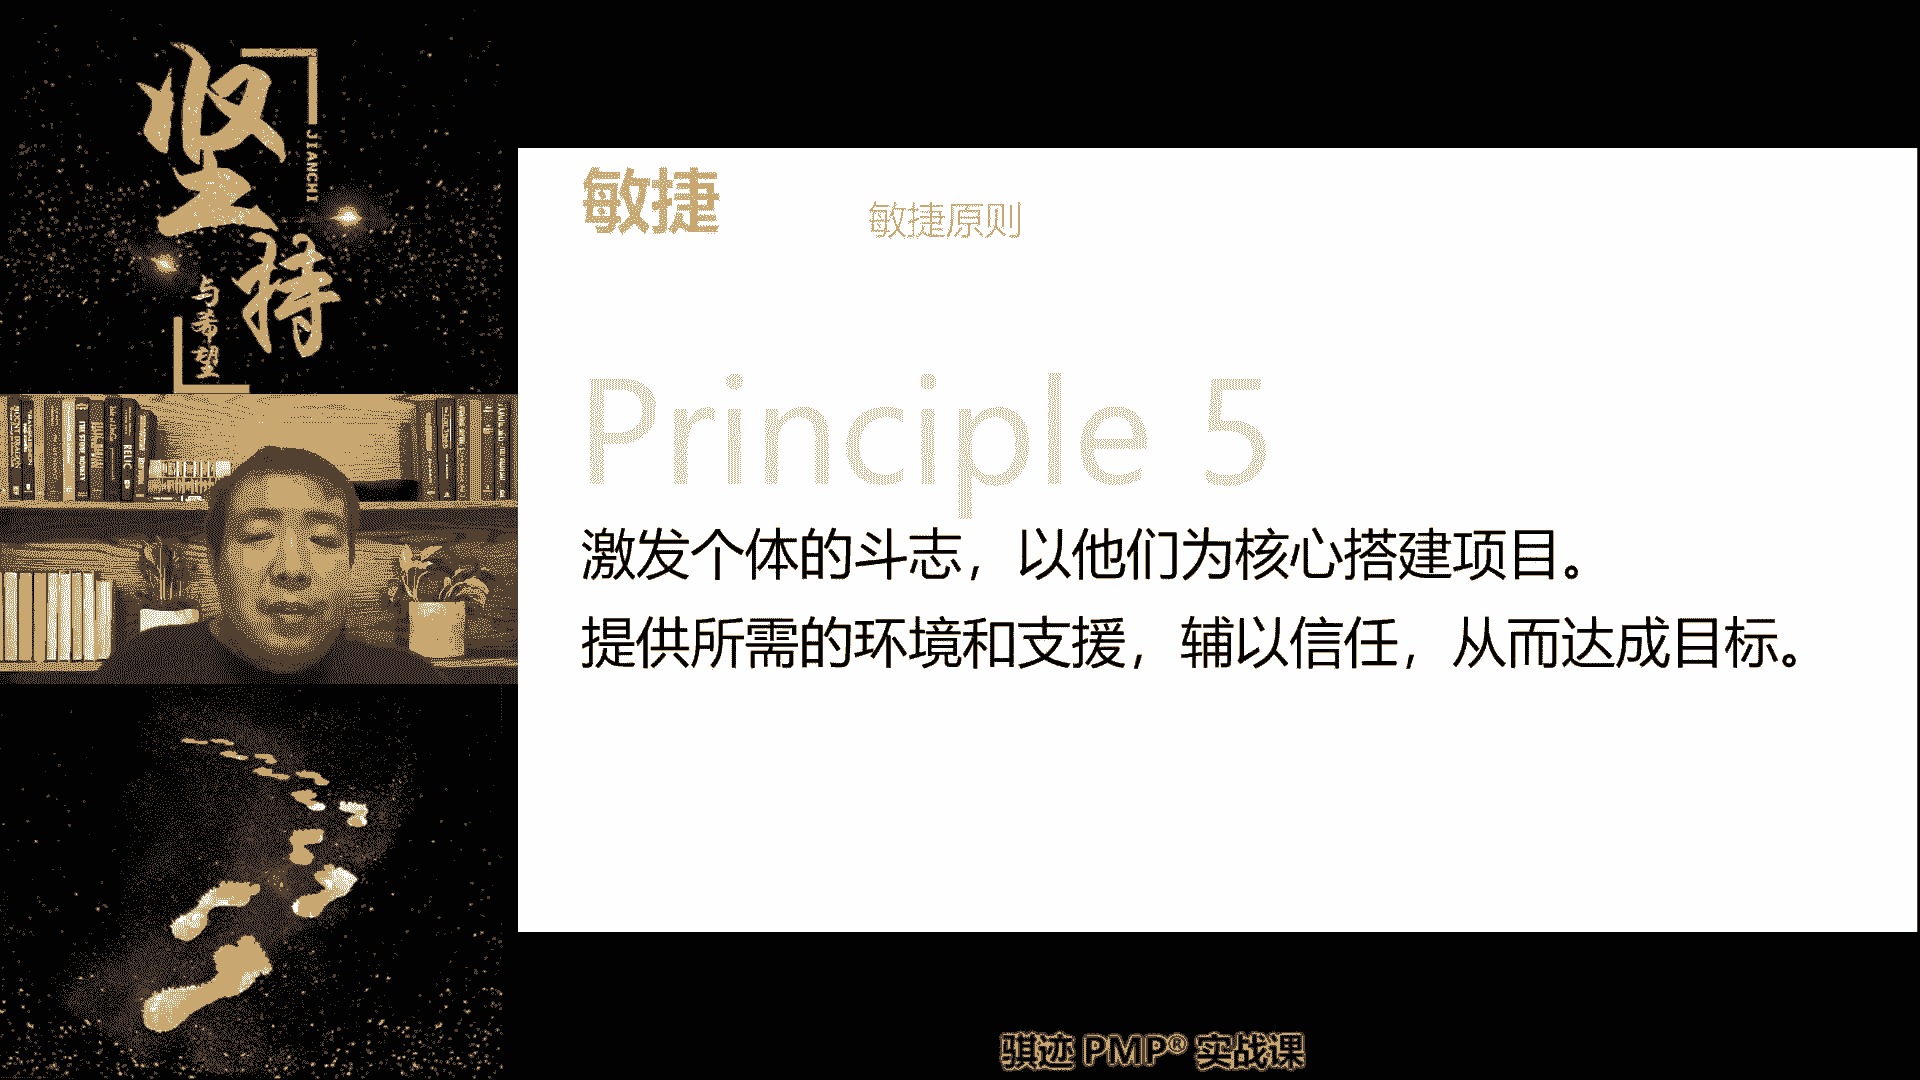 坚持
JIANCHI
与希望
RELIC
敏捷
敏捷原则
Principle 5
激发个体的斗志，以他们为核心搭建项目。
提供所需的环境和支援，辅以信任，从而达成目标。
骐迹 PMP® 实战课